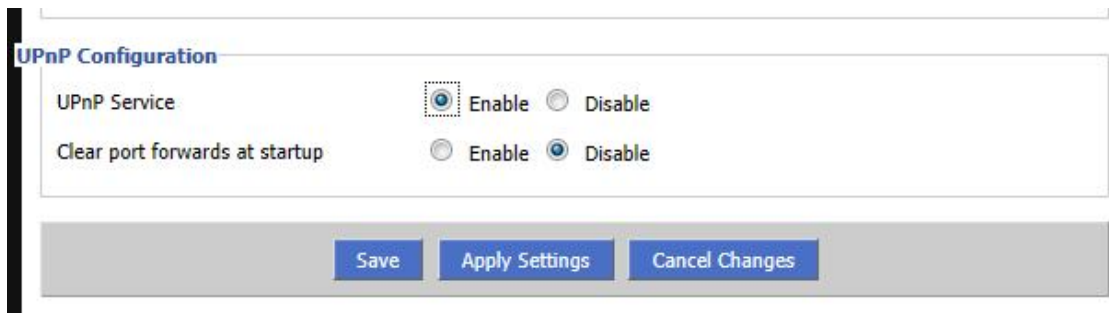 UPnP Configuration
UPnP Service Enable Disable
Clear port forwards at startup Enable Disable
Save Apply Settings Cancel Changes